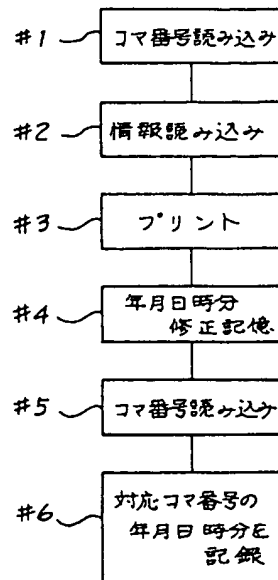 #1 コマ番号読み込み
#2 情報読み込み
#3 プリント
#4 年月日時分
修正記憶
#5 コマ番号読み込み
#6 対応コマ番号の
年月日時分を
記録